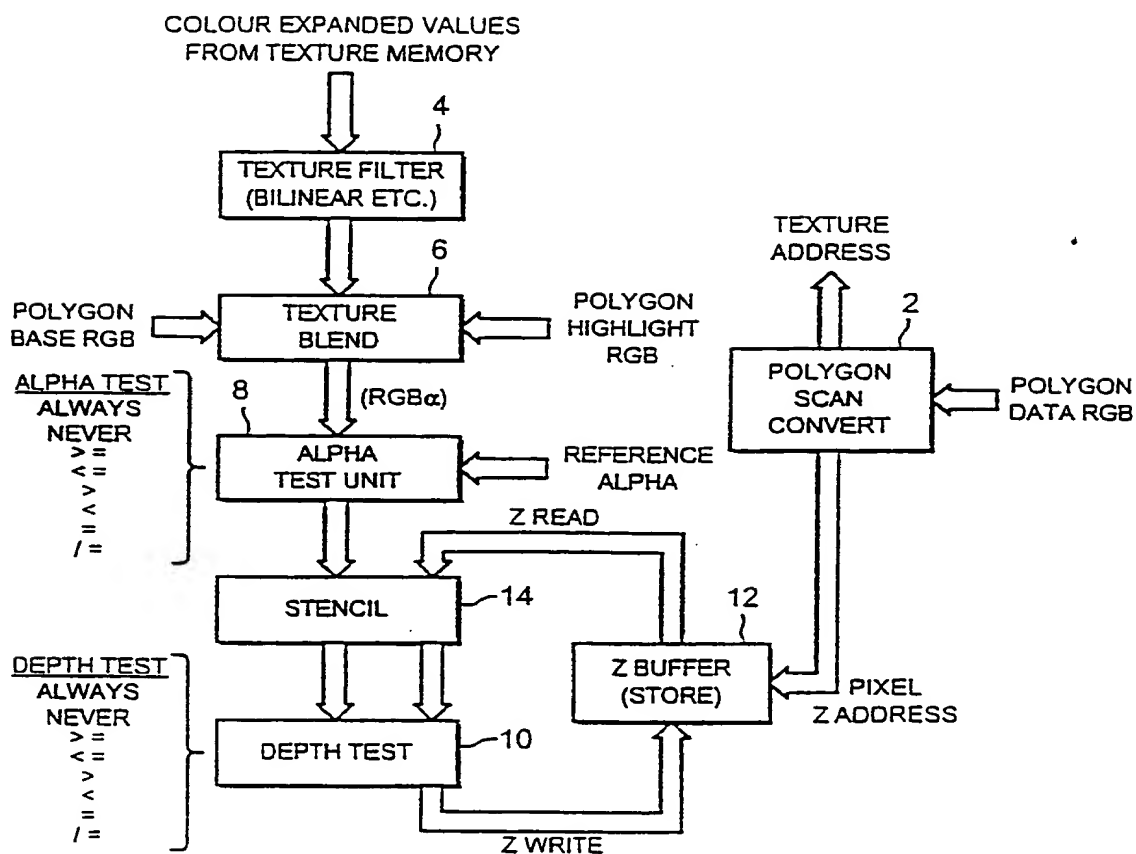 COLOUR EXPANDED VALUES
FROM TEXTURE MEMORY
4
TEXTURE FILTER
(BILINEAR ETC.)
TEXTURE
ADDRESS
6
POLYGON
BASE RGB
TEXTURE
BLEND
POLYGON
HIGHLIGHT
RGB
2
POLYGON
SCAN
CONVERT
POLYGON
DATA RGB
(RGBα)
ALPHA TEST
ALWAYS
NEVER
> =
< =
>
<
=
/ =
8
ALPHA
TEST UNIT
REFERENCE
ALPHA
Z READ
STENCIL
14
12
Z BUFFER
(STORE)
PIXEL
Z ADDRESS
DEPTH TEST
ALWAYS
NEVER
> =
< =
>
<
=
/ =
DEPTH TEST
10
Z WRITE